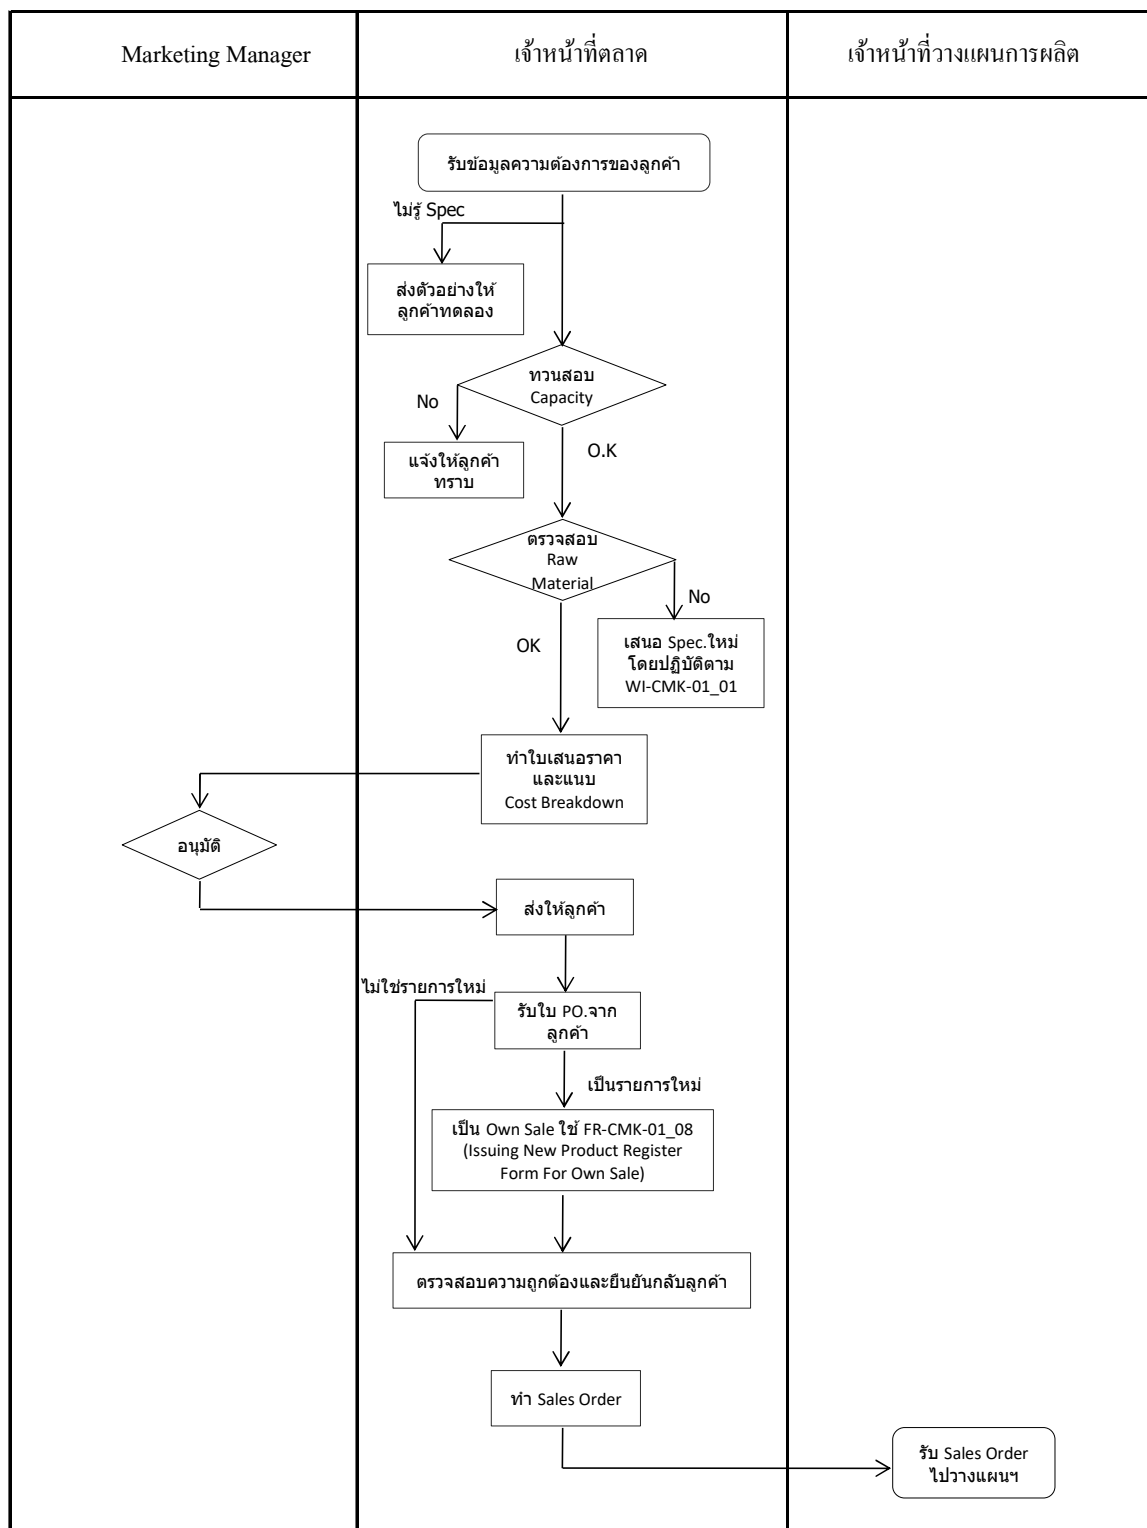 Marketing Manager
เจ้าหน้าที่ตลาด
เจ้าหน้าที่วางแผนการผลิต
รับข้อมูลความต้องการของลูกค้า
ไม่รู้ Spec
ส่งตัวอย่างให้
ลูกค้าทดลอง
ทวนสอบ
Capacity
No
O.K
แจ้งให้ลูกค้า
ทราบ
ตรวจสอบ
Raw
Material
No
OK
เสนอ Spec.ใหม่
โดยปฏิบัติตาม
WI-CMK-01_01
ทำใบเสนอราคา
และแนบ
Cost Breakdown
อนุมัติ
ส่งให้ลูกค้า
ไม่ใช่รายการใหม่
รับใบ PO.จาก
ลูกค้า
เป็นรายการใหม่
เป็น Own Sale ใช้ FR-CMK-01_08
(Issuing New Product Register
Form For Own Sale)
ตรวจสอบความถูกต้องและยืนยันกลับลูกค้า
ทำ Sales Order
รับ Sales Order
ไปวางแผนฯ